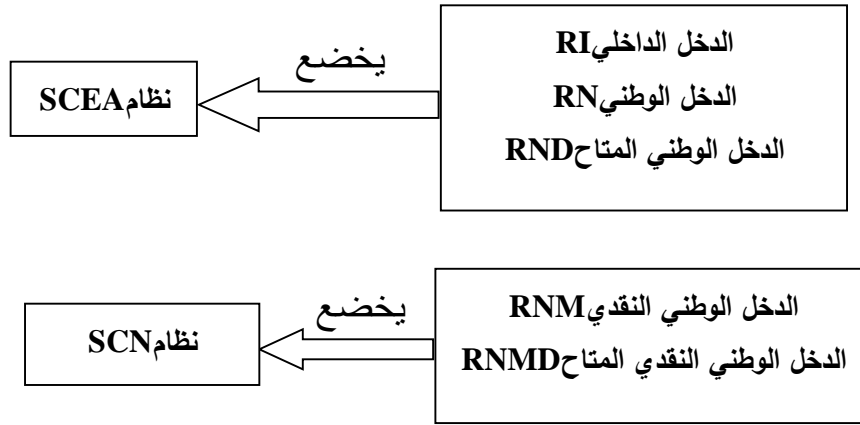 الدخل الداخليRI
يخضع
نظامSCEA
الدخل الوطنيRN
الدخل الوطني المتاحRND
الدخل الوطني النقديRNM
يخضع
نظامSCN
الدخل الوطني النقدي المتاحRNMD